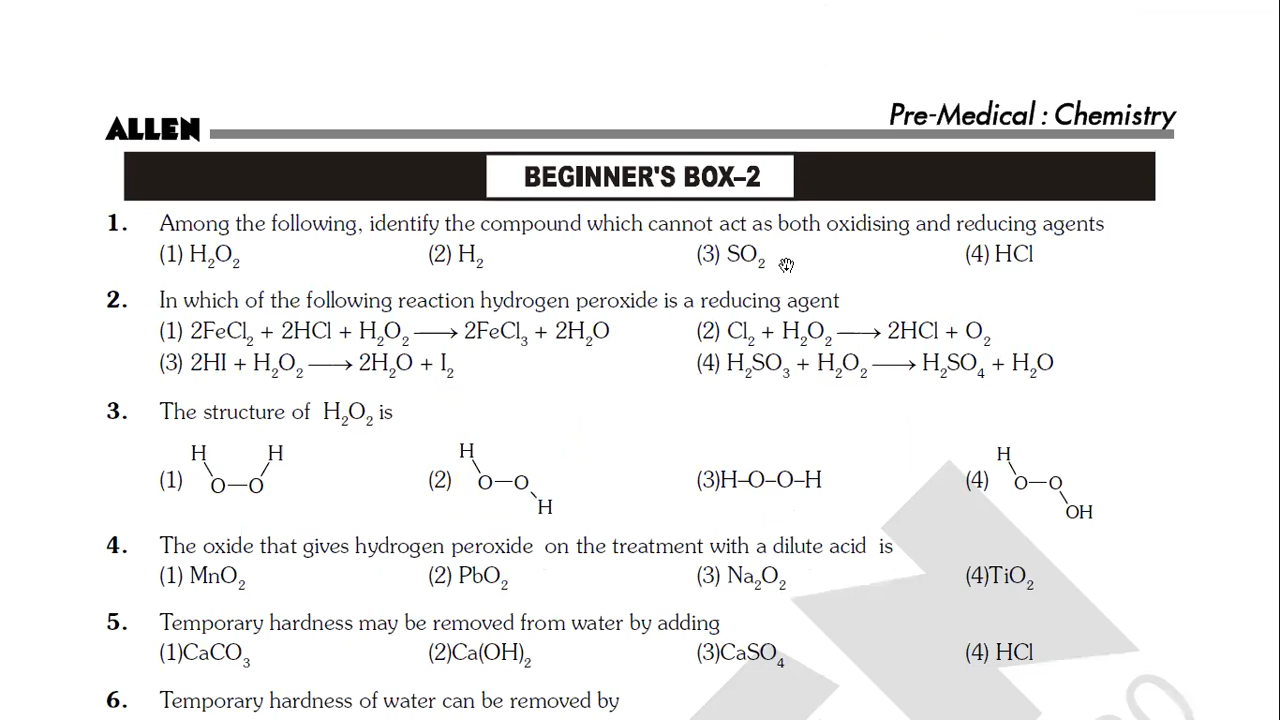 ALLEN
Pre-Medical : Chemistry
BEGINNER'S BOX–2
1. Among the following, identify the compound which cannot act as both oxidising and reducing agents
(1) H₂O₂ (2) H₂ (3) SO₂ (4) HCl
2. In which of the following reaction hydrogen peroxide is a reducing agent
(1) 2FeCl₂ + 2HCl + H₂O₂ ⟶ 2FeCl₃ + 2H₂O (2) Cl₂ + H₂O₂ ⟶ 2HCl + O₂
(3) 2HI + H₂O₂ ⟶ 2H₂O + I₂ (4) H₂SO₃ + H₂O₂ ⟶ H₂SO₄ + H₂O
3. The structure of H₂O₂ is
H H H H
(1) O–O (2) O–O (3)H–O–O–H (4) O–O
H OH
4. The oxide that gives hydrogen peroxide on the treatment with a dilute acid is
(1) MnO₂ (2) PbO₂ (3) Na₂O₂ (4)TiO₂
5. Temporary hardness may be removed from water by adding
(1)CaCO₃ (2)Ca(OH)₂ (3)CaSO₄ (4) HCl
6. Temporary hardness of water can be removed by